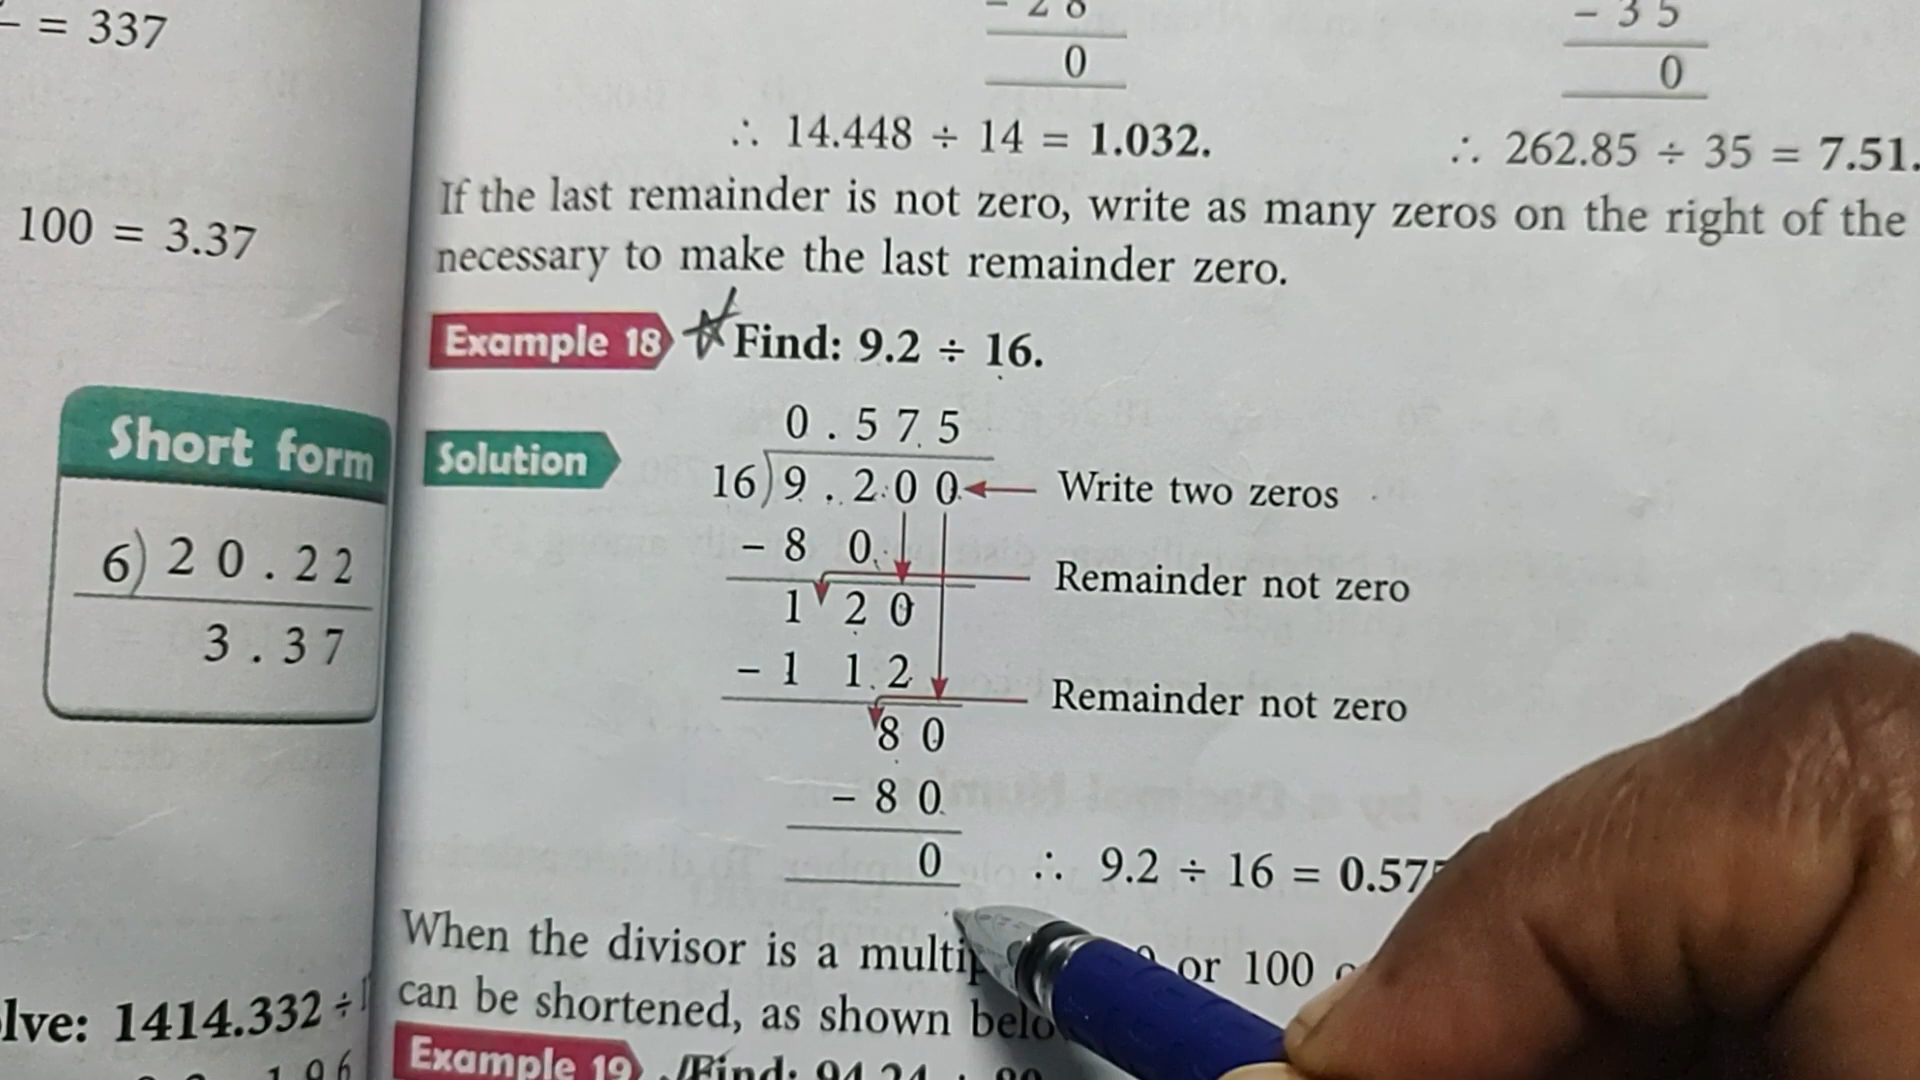 = 337
100 = 3.37
Short form
6) 2 0 . 2 2
3 . 3 7
lve: 1414.332 ÷
0
∴ 14.448 ÷ 14 = 1.032.
- 3 5
0
∴ 262.85 ÷ 35 = 7.51.
If the last remainder is not zero, write as many zeros on the right of the
necessary to make the last remainder zero.
Example 18 Find: 9.2 ÷ 16.
Solution
0 . 5 7 5
16) 9 . 2 0 0 Write two zeros
- 8 0
Remainder not zero
1 2 0
- 1 1 2
Remainder not zero
8 0
- 8 0
0 ∴ 9.2 ÷ 16 = 0.57
When the divisor is a or 100
can be shortened, as shown
Example 19 Find: 94.24